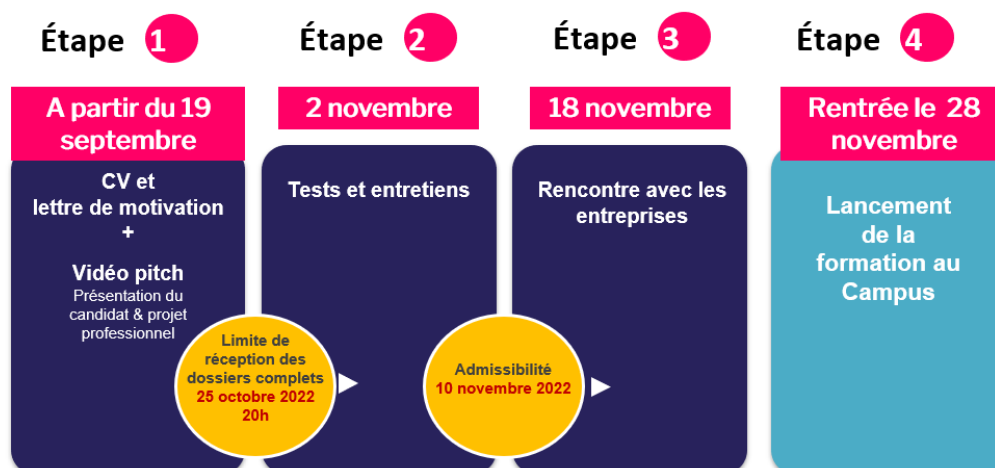 Étape 1
A partir du 19
septembre
CV et
lettre de motivation
+
Vidéo pitch
Présentation du
candidat & projet
professionnel
Limite de
réception des
dossiers complets
25 octobre 2022
20h
Étape 2
2 novembre
Tests et entretiens
Admissibilité
10 novembre 2022
Étape 3
18 novembre
Rencontre avec les
entreprises
Étape 4
Rentrée le 28
novembre
Lancement
de la
formation au
Campus